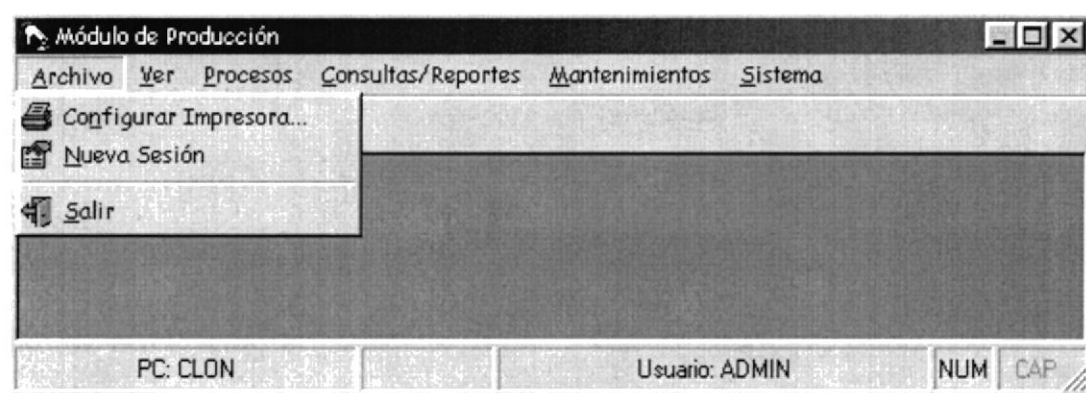 Módulo de Producción
Archivo Ver Procesos Consultas/Reportes Mantenimientos Sistema
Configurar Impresora...
Nueva Sesión
Salir
PC: CLON Usuario: ADMIN NUM CAP